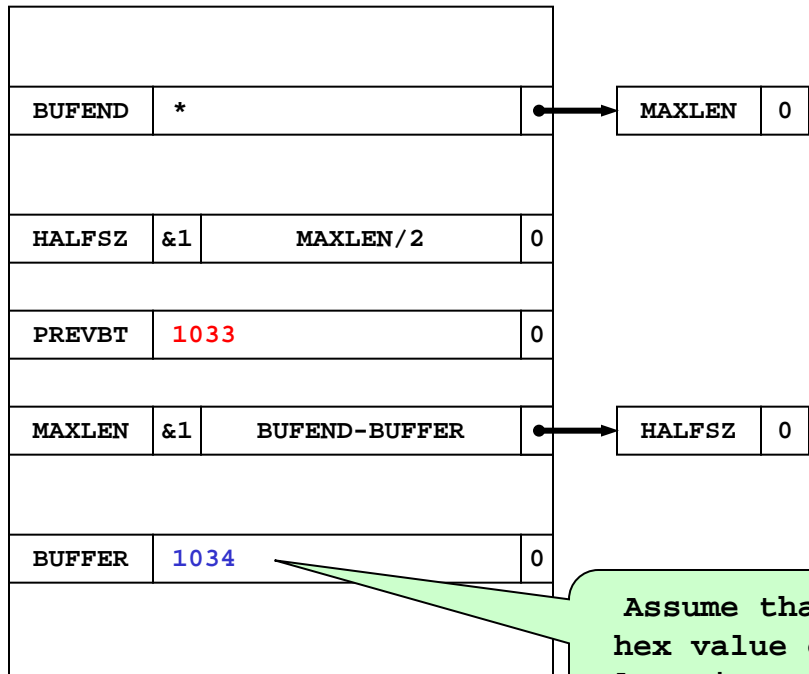 BUFEND * MAXLEN 0
HALFSZ &1 MAXLEN/2 0
PREVBT 1033 0
MAXLEN &1 BUFEND-BUFFER HALFSZ 0
BUFFER 1034 0
Assume
hex value